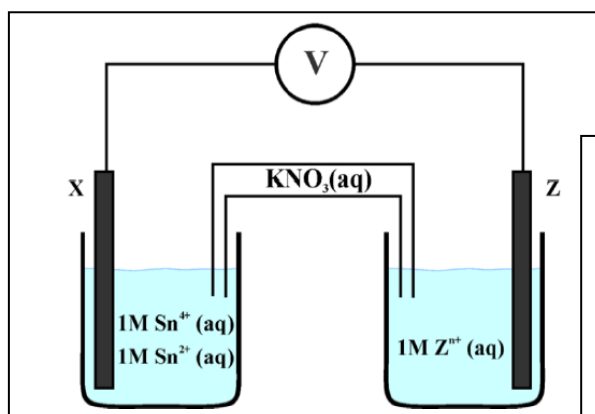 V
X
KNO₃(aq)
Z
1M Sn⁴⁺ (aq)
1M Sn²⁺ (aq)
1M Zⁿ⁺ (aq)